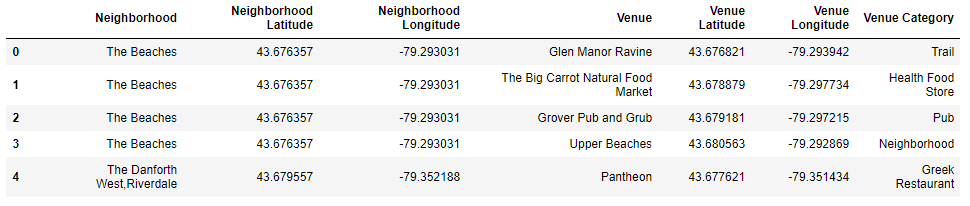 Neighborhood Neighborhood Latitude Neighborhood Longitude Venue Venue Latitude Venue Longitude Venue Category
0 The Beaches 43.676357 -79.293031 Glen Manor Ravine 43.676821 -79.293942 Trail
1 The Beaches 43.676357 -79.293031 The Big Carrot Natural Food Market 43.678879 -79.297734 Health Food Store
2 The Beaches 43.676357 -79.293031 Grover Pub and Grub 43.679181 -79.297215 Pub
3 The Beaches 43.676357 -79.293031 Upper Beaches 43.680563 -79.292869 Neighborhood
4 The Danforth West,Riverdale 43.679557 -79.352188 Pantheon 43.677621 -79.351434 Greek Restaurant